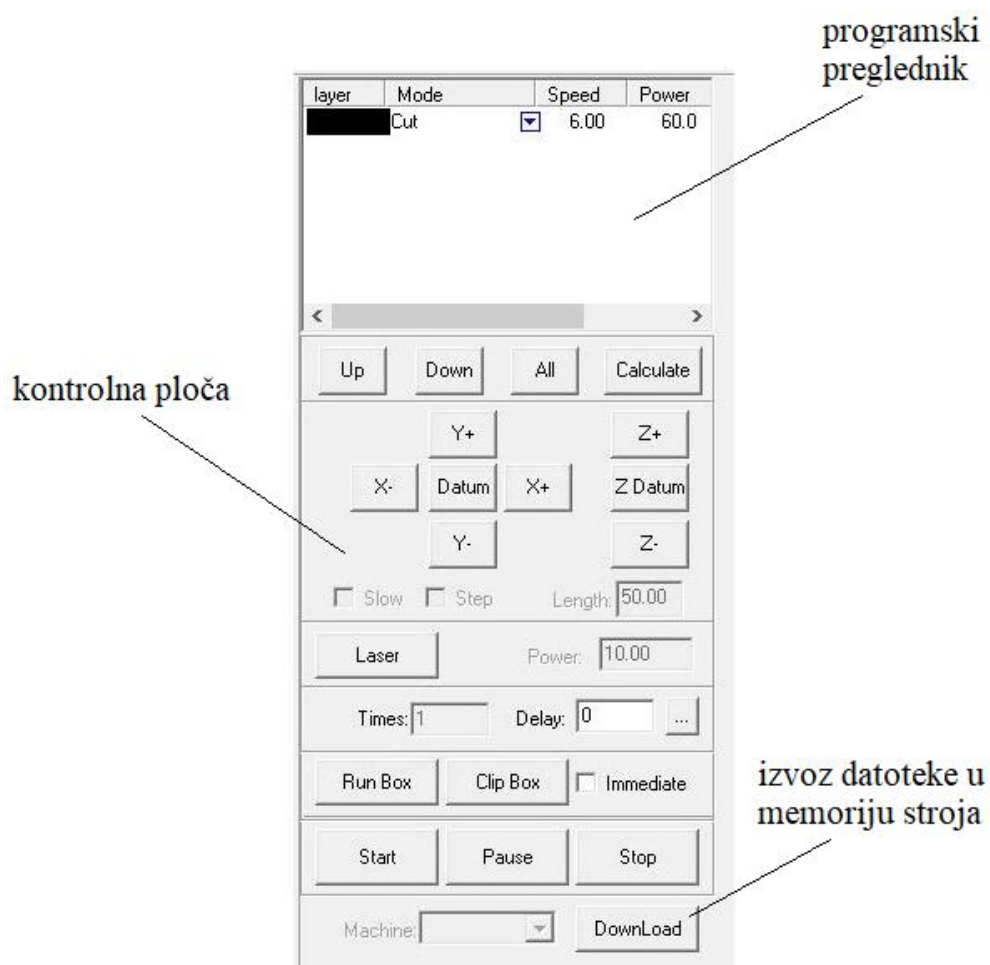 programski
preglednik
layer Mode Speed Power
Cut 6.00 60.0
Up Down All Calculate
kontrolna ploča
Y+ Z+
X- Datum X+ Z Datum
Y- Z-
Slow Step Length: 50.00
Laser Power: 10.00
Times: 1 Delay: 0 ...
Run Box Clip Box Immediate
izvoz datoteke u
memoriju stroja
Start Pause Stop
Machine: DownLoad